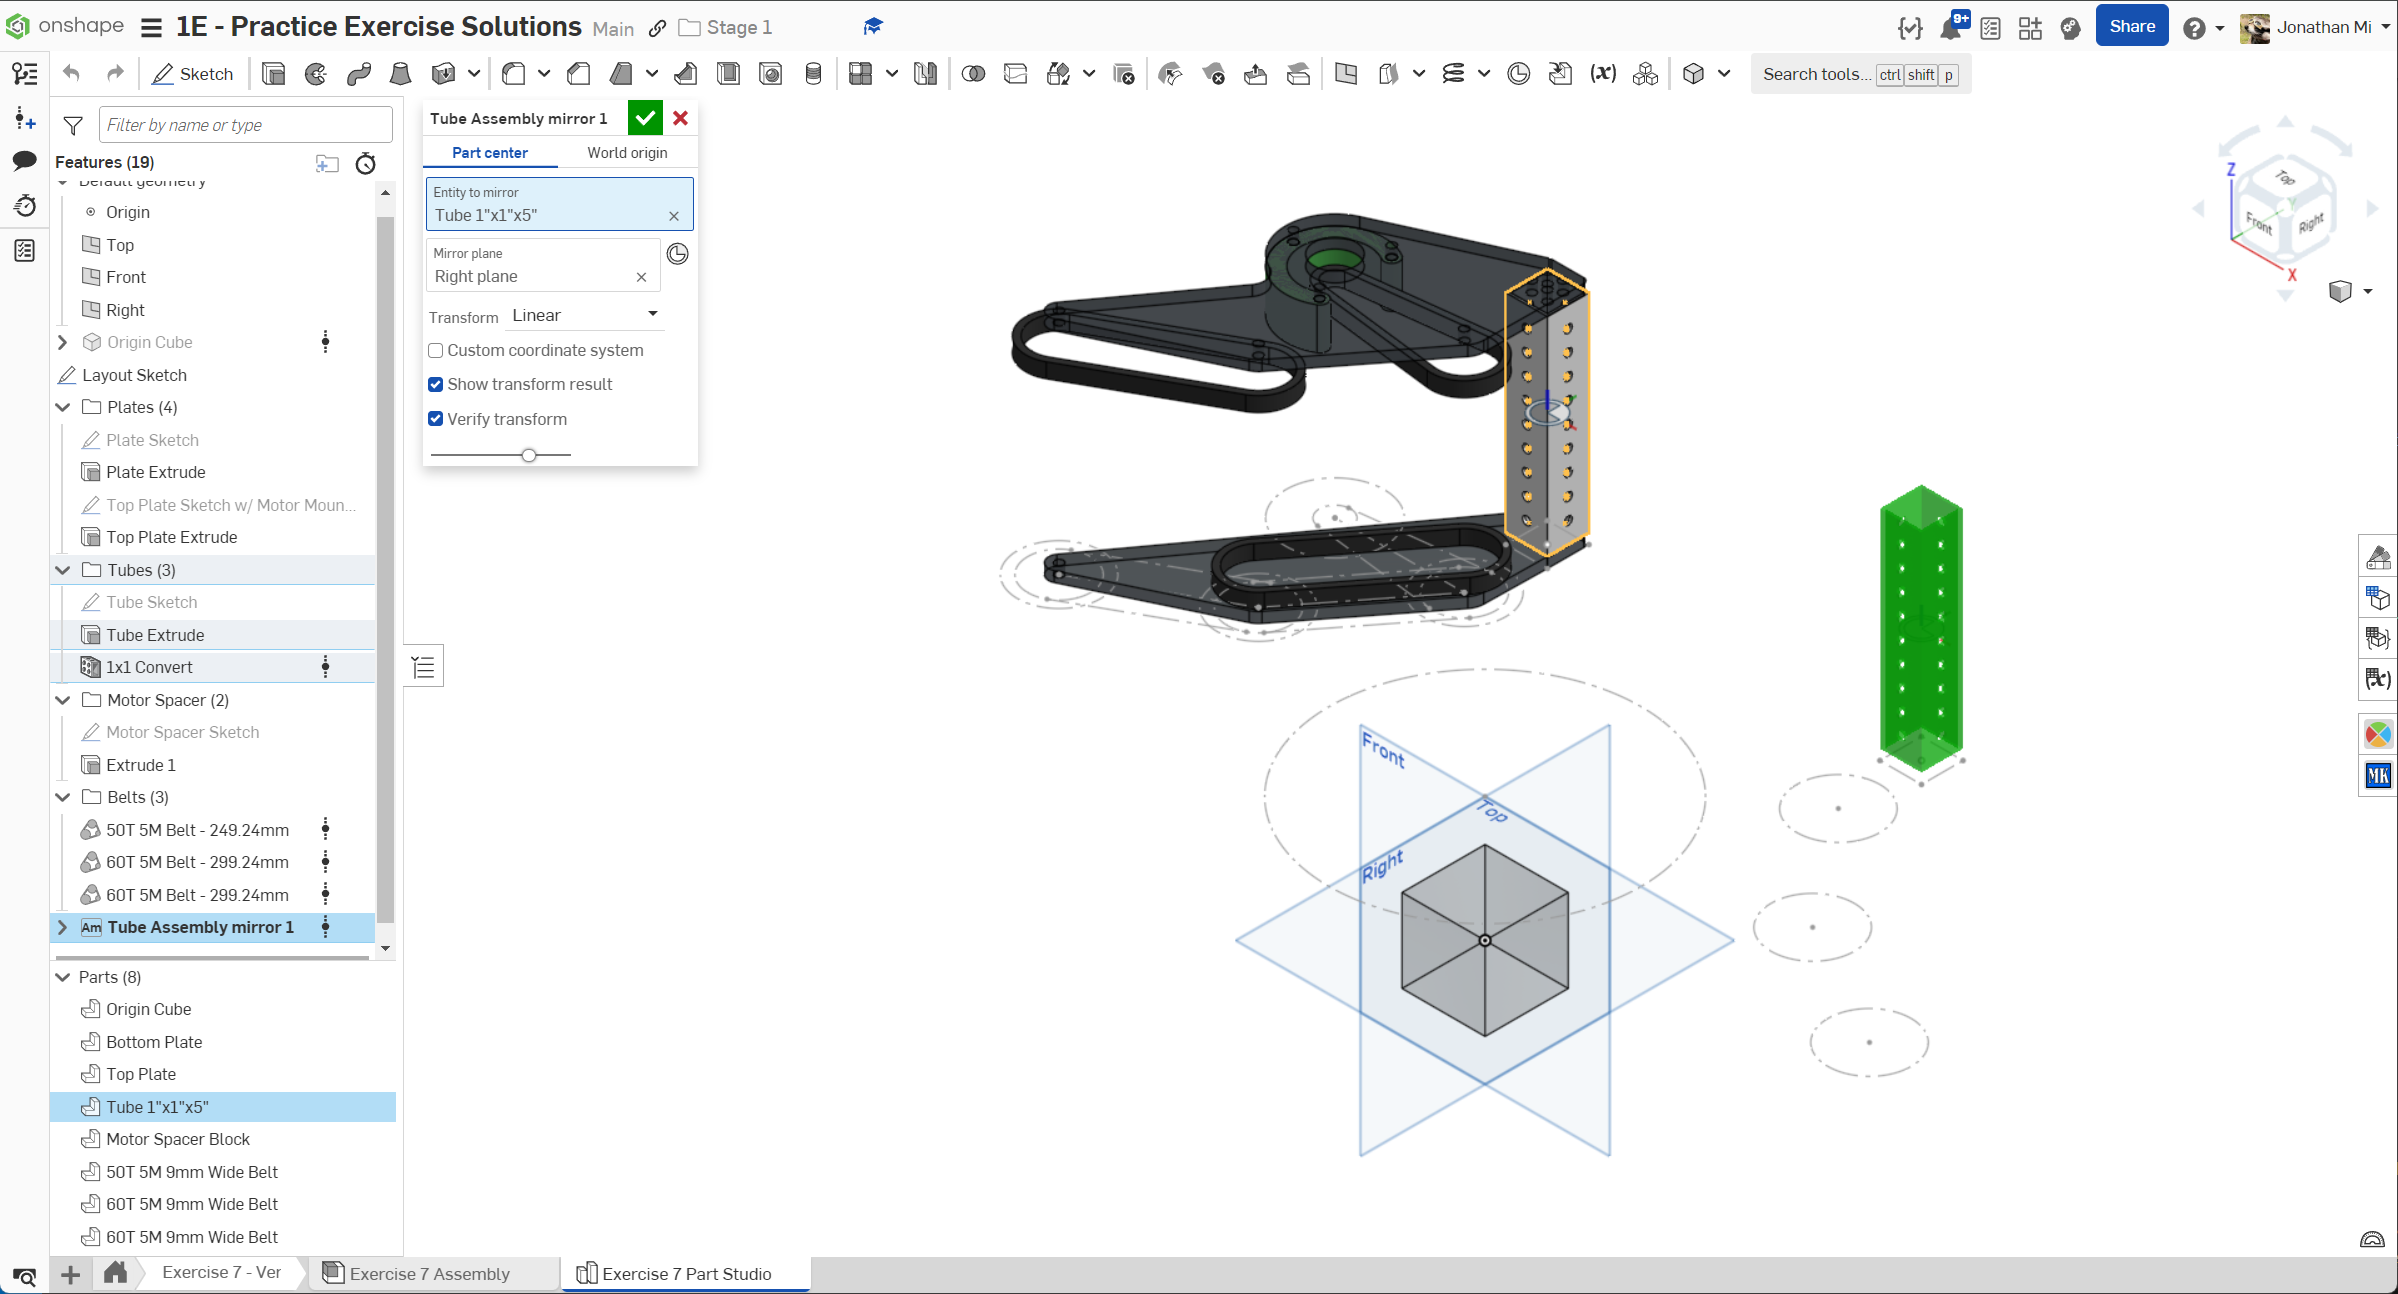 onshape
1E - Practice Exercise Solutions
Main
Stage 1
9+
Share
Jonathan Mi
Sketch
(x)
Search tools... ctrl shift p
Filter by name or type
Features (19)
Default geometry
Origin
Top
Front
Right
Origin Cube
Layout Sketch
Plates (4)
Plate Sketch
Plate Extrude
Top Plate Sketch w/ Motor Moun...
Top Plate Extrude
Tubes (3)
Tube Sketch
Tube Extrude
1x1 Convert
Motor Spacer (2)
Motor Spacer Sketch
Extrude 1
Belts (3)
50T 5M Belt - 249.24mm
60T 5M Belt - 299.24mm
60T 5M Belt - 299.24mm
Am Tube Assembly mirror 1
Parts (8)
Origin Cube
Bottom Plate
Top Plate
Tube 1"x1"x5"
Motor Spacer Block
50T 5M 9mm Wide Belt
60T 5M 9mm Wide Belt
60T 5M 9mm Wide Belt
Tube Assembly mirror 1
Part center
World origin
Entity to mirror
Tube 1"x1"x5"
Mirror plane
Right plane
Transform Linear
Custom coordinate system
Show transform result
Verify transform
Front
Top
Right
Z
Top
Y
Front
Right
X
(x)
MK
Exercise 7 - Ver
Exercise 7 Assembly
Exercise 7 Part Studio